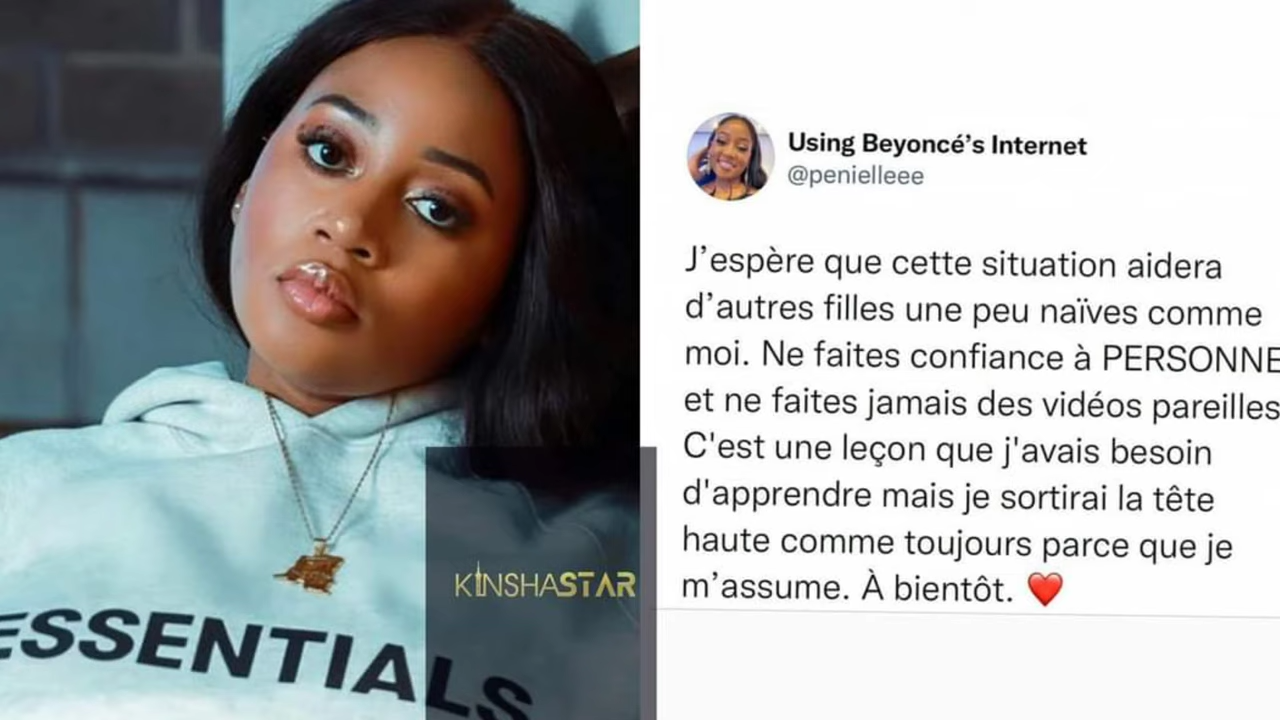 ESSENTIALS
KINSHASTAR
Using Beyoncé’s Internet
@penielleee
J’espère que cette situation aidera
d’autres filles une peu naïves comme
moi. Ne faites confiance à PERSONNE
et ne faites jamais des vidéos pareilles
C'est une leçon que j'avais besoin
d'apprendre mais je sortirai la tête
haute comme toujours parce que je
m’assume. À bientôt. ❤️